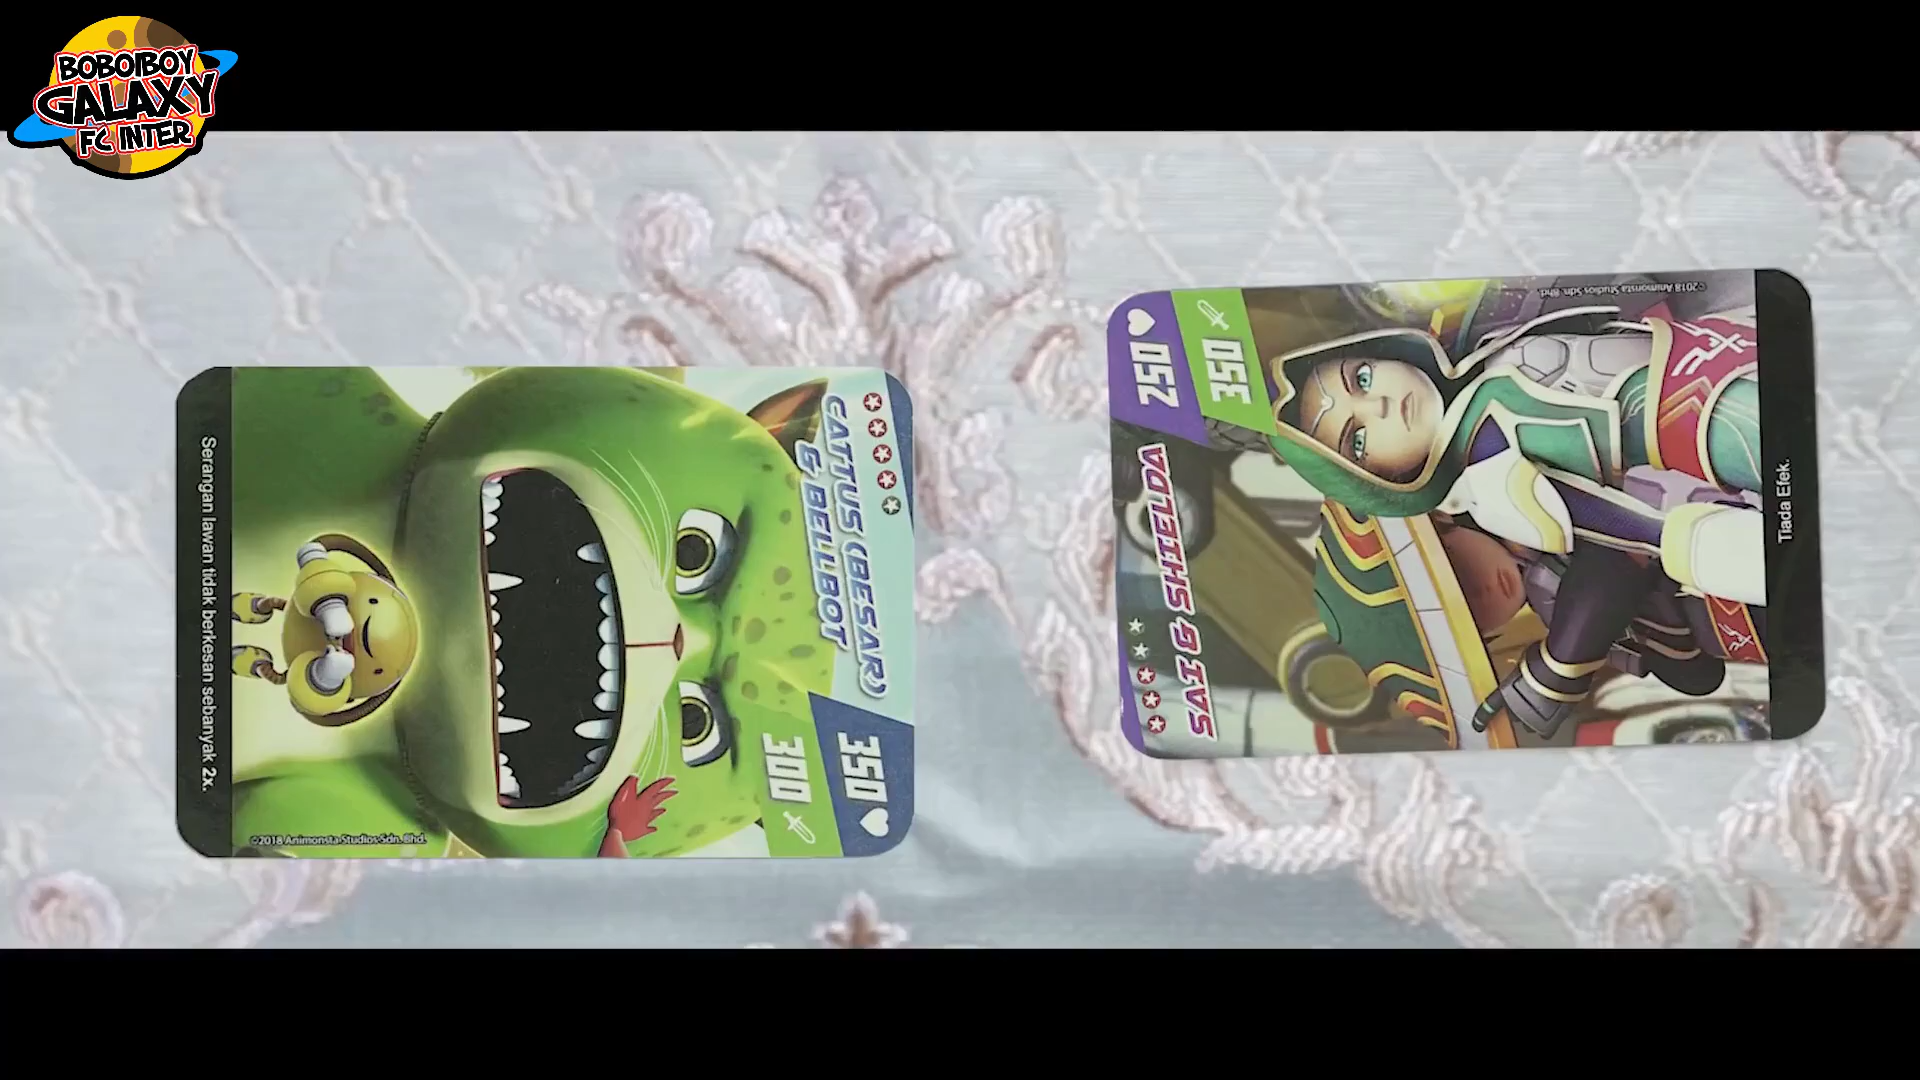 BOBOIBOY
GALAXY
FC INTER
CATTUS (BESAR)
& BELLBOT
350
300
Serangan lawan tidak berkesan sebanyak 2x.
©2018 Animonsta Studios Sdn. Bhd.
250
350
SAI & SHIELDA
Tiada Efek.
©2018 Animonsta Studios Sdn. Bhd.